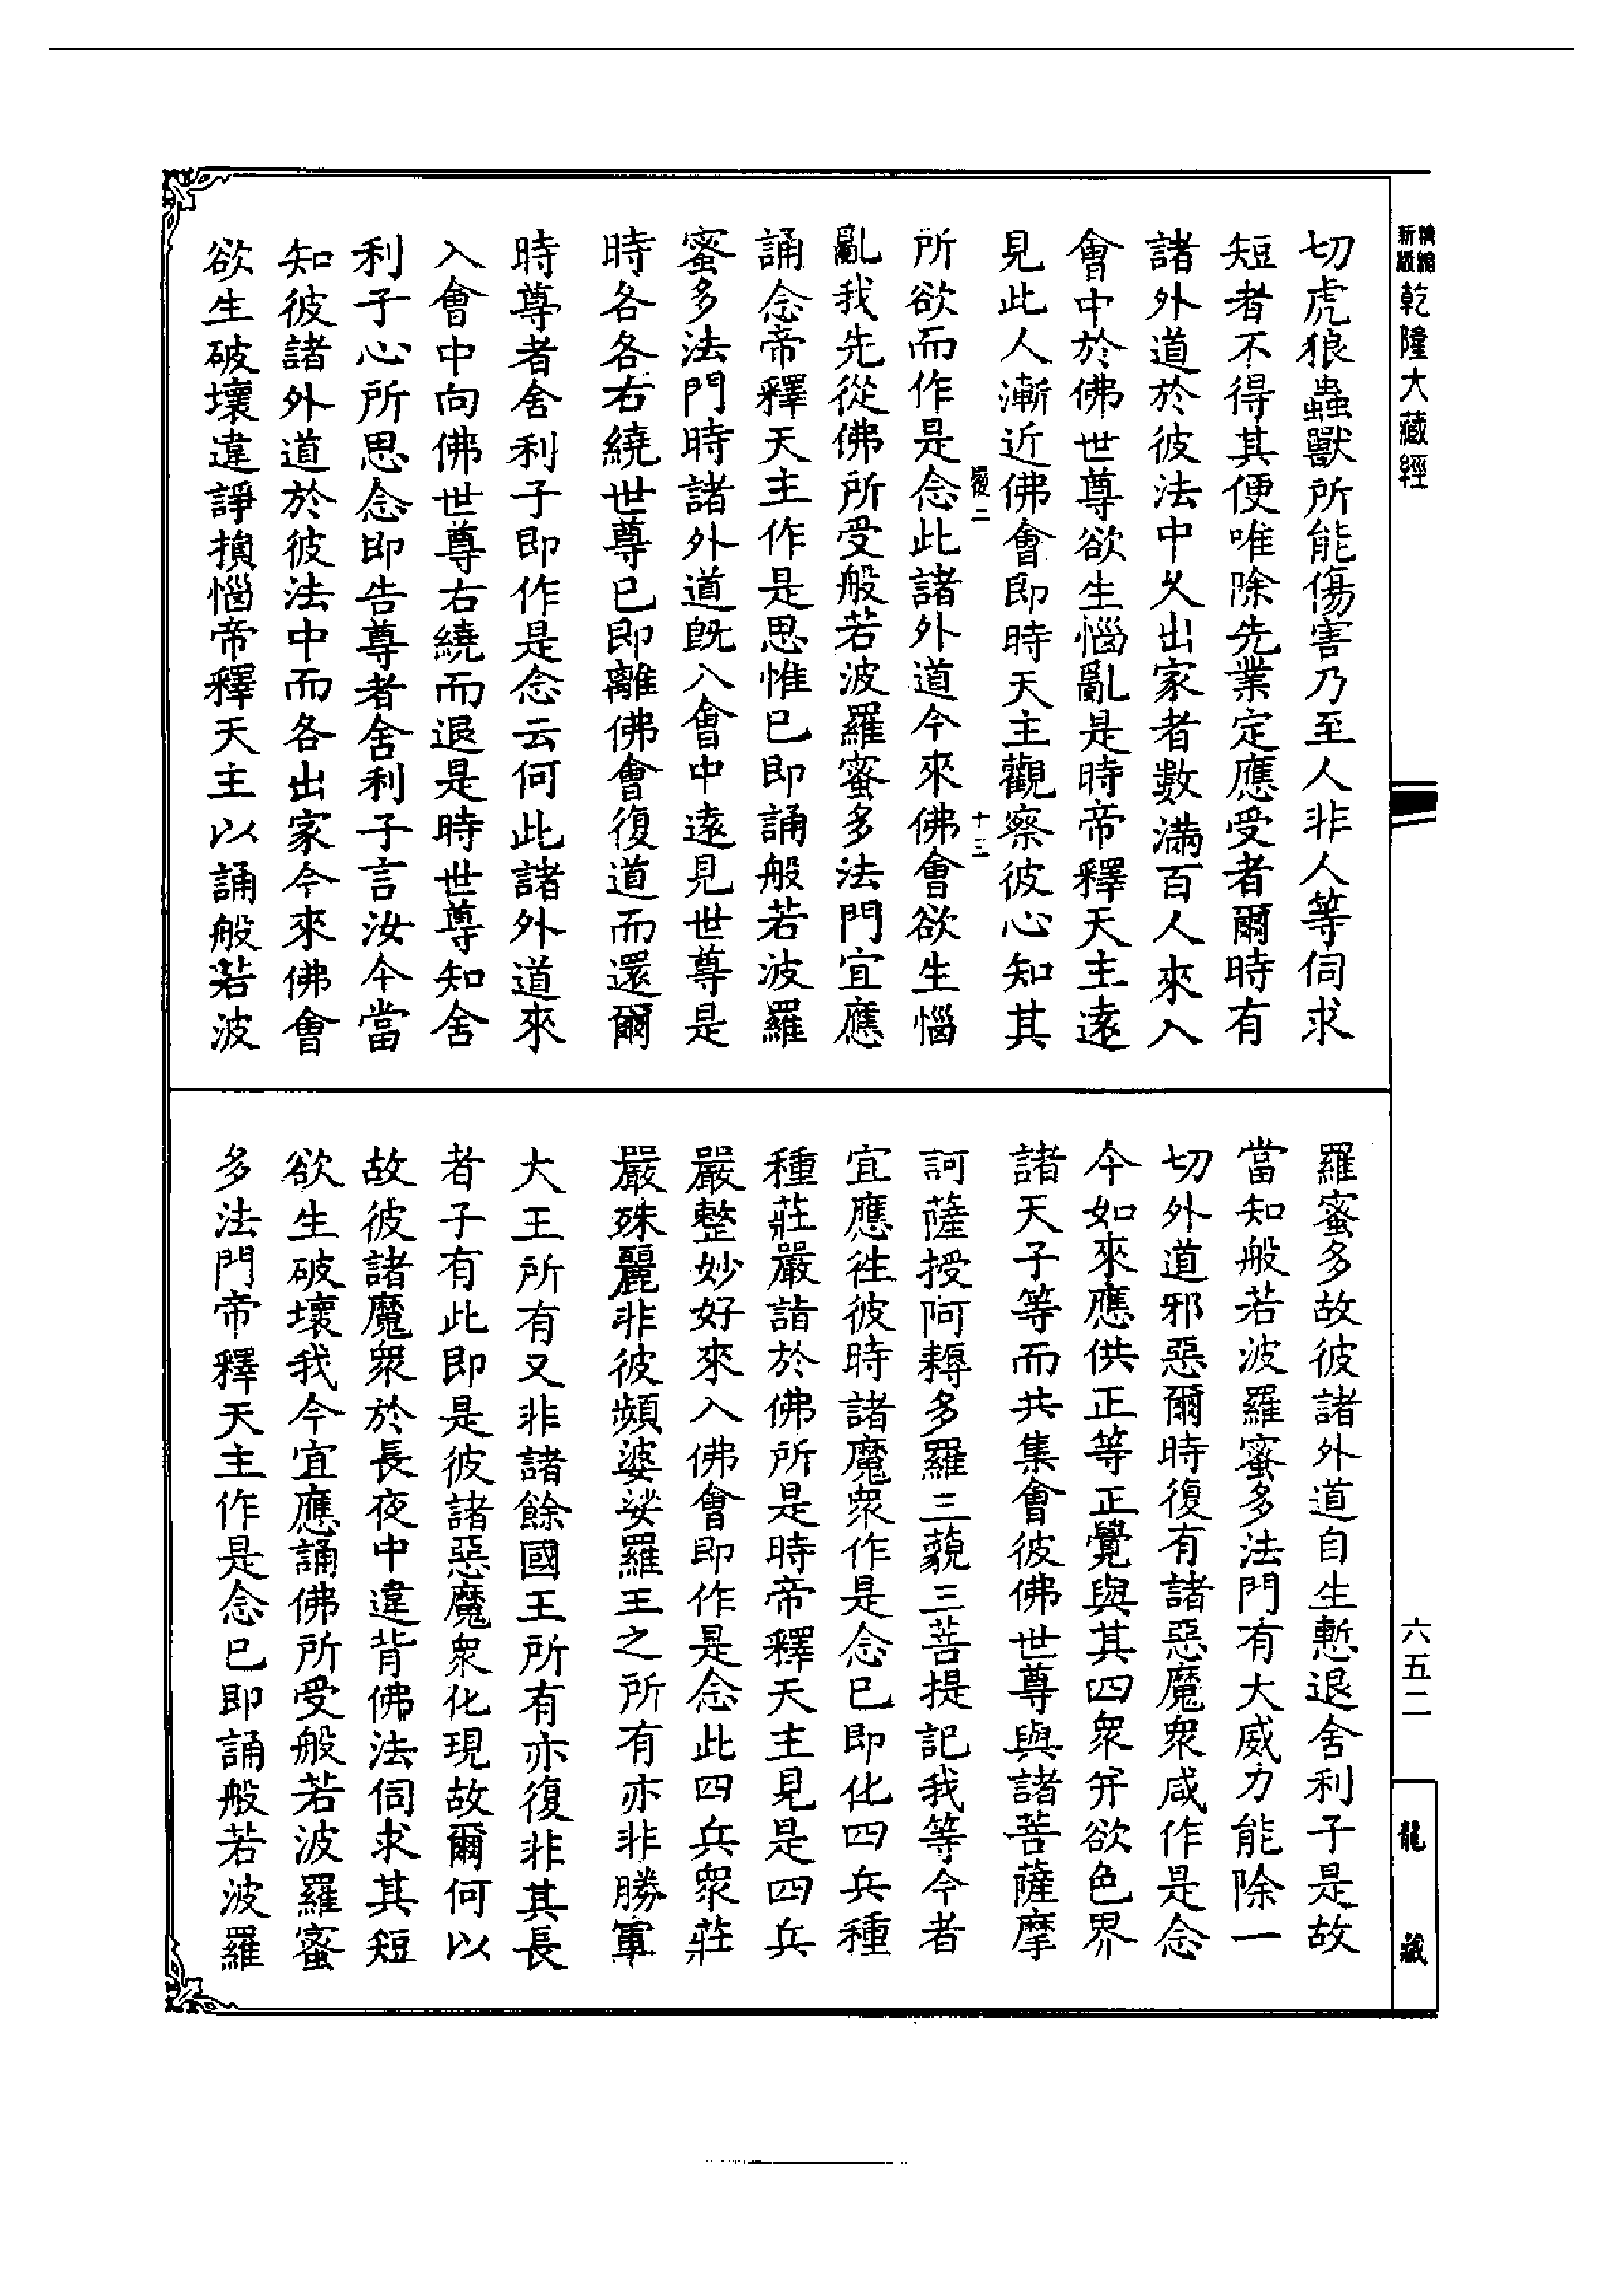 切虎狼蟲獸所能傷害乃至人非人等伺求
短者不得其便唯除先業定應受者爾時有
諸外道於彼法中久出家者數滿百人來入
會中於佛世尊欲生惱亂是時帝釋天主遠
見此人漸近佛會即時天主觀察彼心知其
所欲而作是念此諸外道今來佛會欲生惱
亂我先從佛所受般若波羅蜜多法門宜應
誦念帝釋天主作是思惟已即誦般若波羅
蜜多法門時諸外道既入會中遠見世尊是
時各各右繞世尊已即離佛會復道而還爾
時尊者舍利子即作是念云何此諸外道來
入會中向佛世尊右繞而退是時世尊知舍
利子心所思念即告尊者舍利子言汝今當
知彼諸外道於彼法中而各出家今來佛會
欲生破壞違諍損惱帝釋天主以誦般若波
羅蜜多故彼諸外道自生慙退舍利子是故
當知般若波羅蜜多法門有大威力能除一
切外道邪惡爾時復有諸惡魔眾咸作是念
今如來應供正等正覺與其四眾并欲色界
諸天子等而共集會彼佛世尊與諸菩薩摩
訶薩授阿耨多羅三藐三菩提記我等今者
宜應往彼時諸魔眾作是念已即化四兵種
種莊嚴詣於佛所是時帝釋天主見是四兵
嚴整妙好來入佛會即作是念此四兵眾莊
嚴殊麗非彼頻婆娑羅王之所有亦非勝軍
大王所有又非諸餘國王所有亦復非其長
者子有此即是彼諸惡魔眾化現故爾何以
故彼諸魔眾於長夜中違背佛法伺求其短
欲生破壞我今宜應誦佛所受般若波羅蜜
多法門帝釋天主作是念已即誦般若波羅
乾隆大藏經
十三
六五二
龍藏